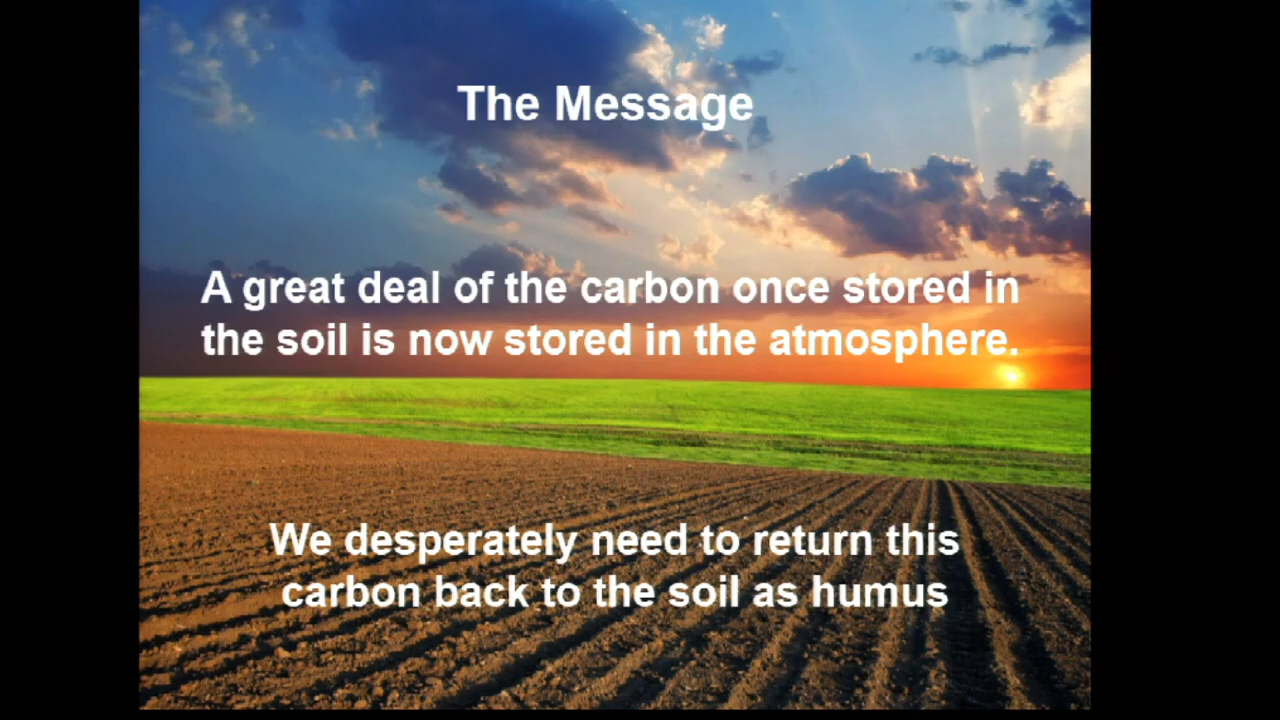 The Message
A great deal of the carbon once stored in
the soil is now stored in the atmosphere.
We desperately need to return this
carbon back to the soil as humus